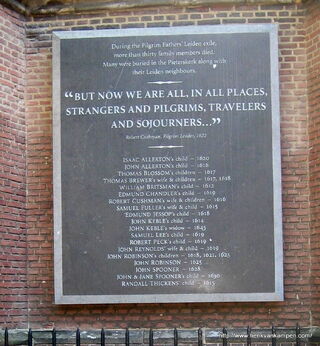 During the Pilgrim Fathers' Leiden exile,
more than thirty family members died.
Many were buried in the Pieterskerk along with
their Leiden neighbours.
“BUT NOW WE ARE ALL, IN ALL PLACES,
STRANGERS AND PILGRIMS, TRAVELERS
AND SOJOURNERS...”
Robert Cushman, Pilgrim Leader, 1622
ISAAC ALLERTON's child – 1620
JOHN ALLERTON's child – 1616
THOMAS BLOSSOM's children – 1617
THOMAS BREWER's wife & children – 1617, 1618
WILLIAM BRITSMAN's child – 1612
EDMUND CHANDLER's child – 1619
ROBERT CUSHMAN's wife & children – 1616
SAMUEL FULLER's wife & child – 1615
EDMUND JESSOP's child – 1618
JOHN KEBLE's child – 1614
JOHN KEBLE's widow – 1645
SAMUEL LEE's child – 1619
ROBERT PECK's child – 1619
JOHN REYNOLDS' wife & child – 1619
JOHN ROBINSON's children – 1618, 1621, 1623
JOHN ROBINSON – 1625
JOHN SPOONER – 1628
JOHN & JANE SPOONER's child – 1630
RANDALL THICKENS' child – 1615
http://www.henkvankampen.com/